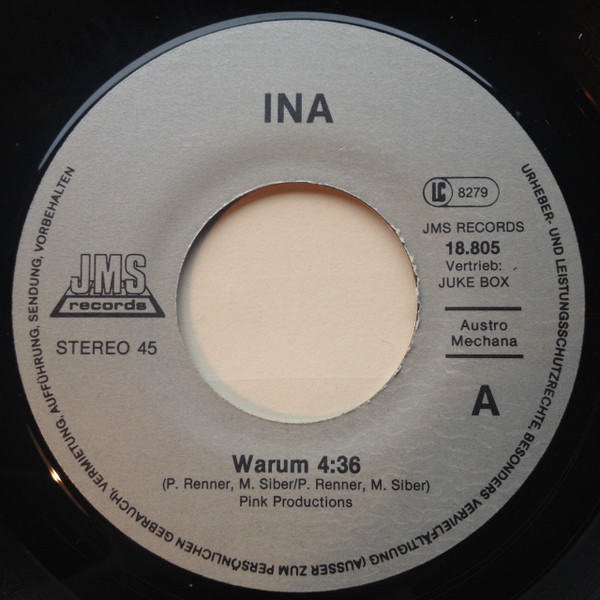 INA
LC 8279
JMS RECORDS
18.805
Vertrieb:
JUKE BOX
JMS
records
STEREO 45
Austro
Mechana
A
Warum 4:36
(P. Renner, M. Siber/P. Renner, M. Siber)
Pink Productions
URHEBER- UND LEISTUNGSSCHUTZRECHTE, BESONDERS VERVIELFÄLTIGUNG (AUSSER ZUM PERSÖNLICHEN GEBRAUCH), VERMIETUNG, AUFFÜHRUNG, SENDUNG, VORBEHALTEN